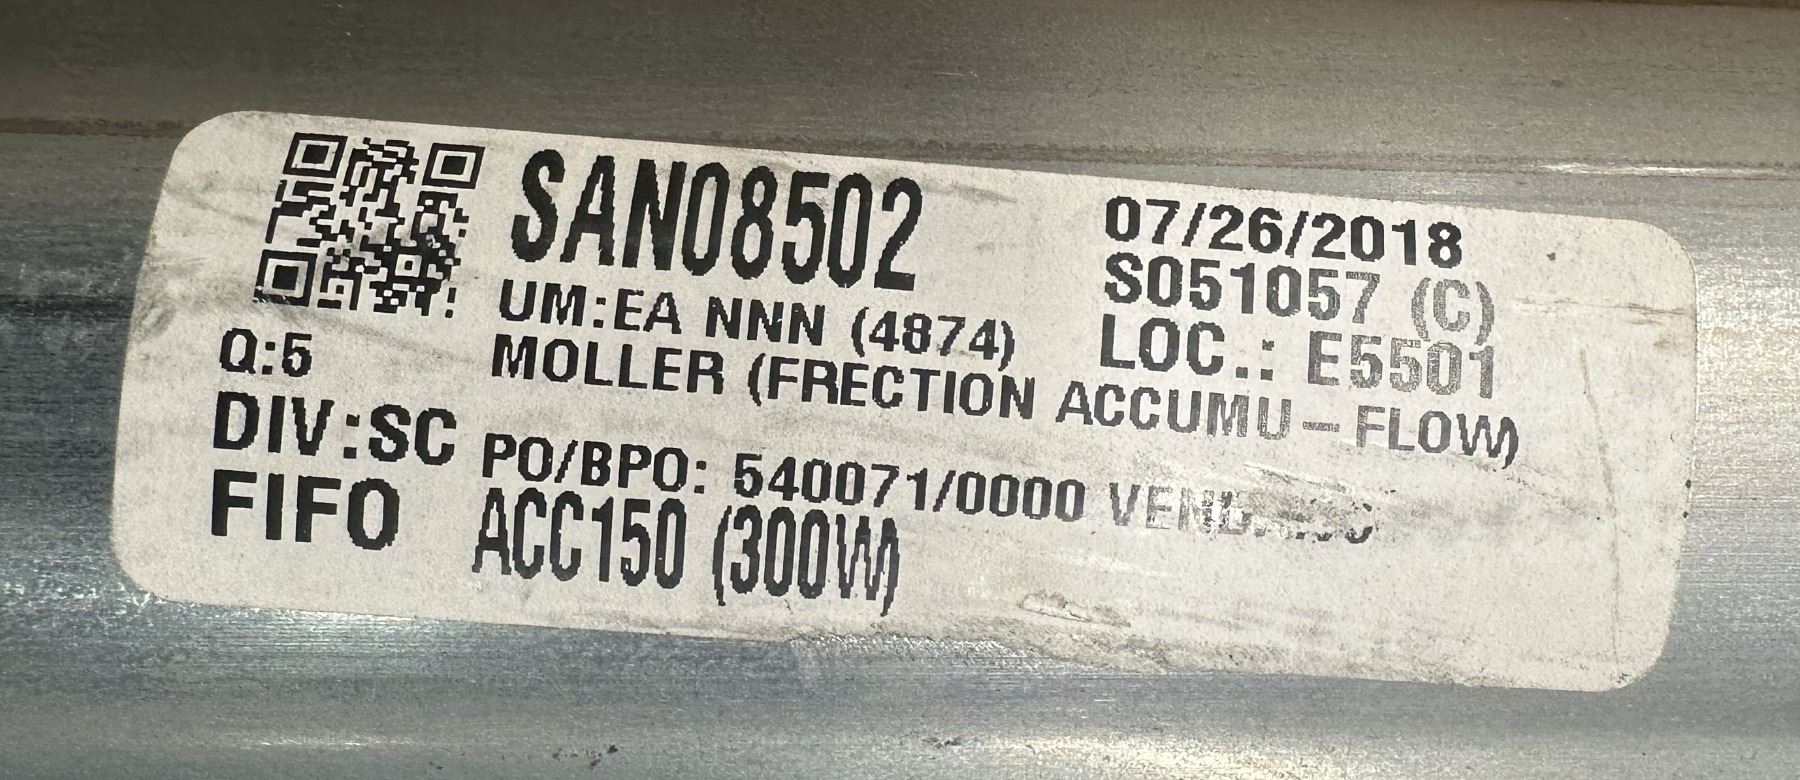 SAN08502
07/26/2018
UM:EA NNN (4874)
S051057 (C)
Q:5
MOLLER (FRECTION ACCUMU-FLOW)
LOC.: E5501
DIV:SC
PO/BPO: 540071/0000
FIFO
ACC150 (300W)